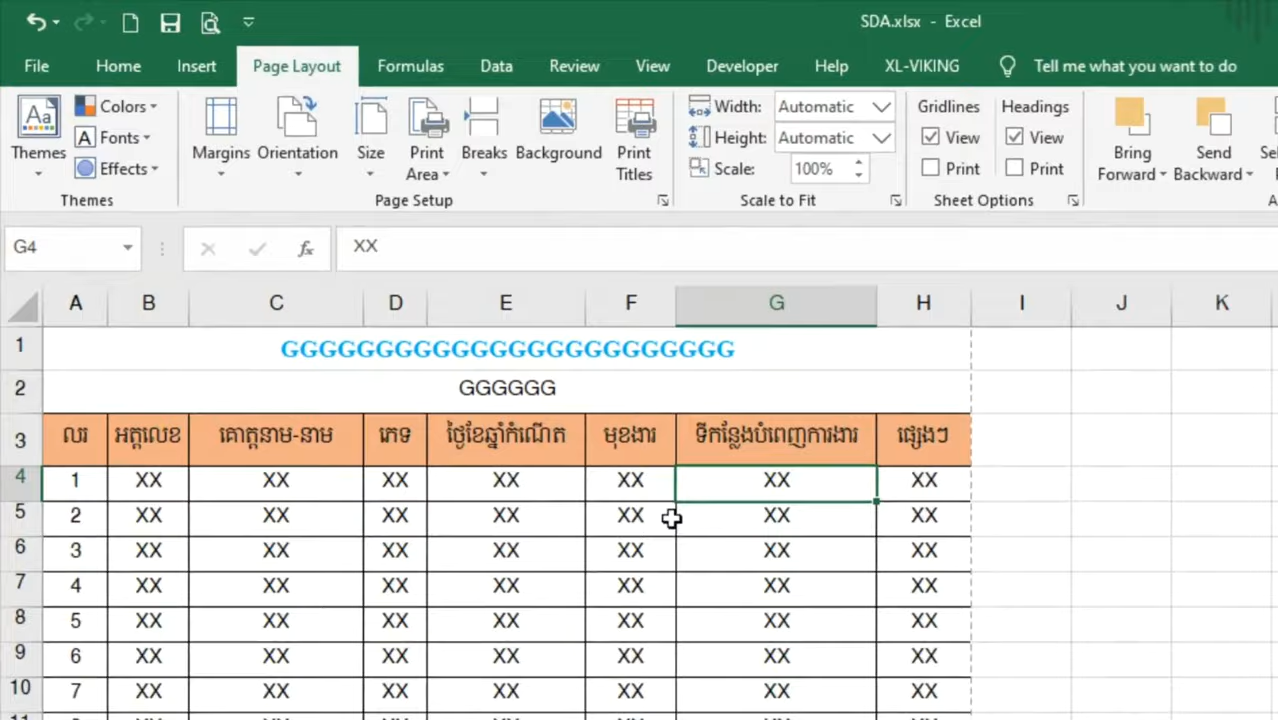 SDA.xlsx - Excel
File Home Insert Page Layout Formulas Data Review View Developer Help XL-VIKING Tell me what you want to do
Aa Colors Width: Automatic Gridlines Headings
A Fonts Height: Automatic View View
Themes Effects Margins Orientation Size Print Area Breaks Background Print Titles Scale: 100% Print Print Bring Forward Send Backward
Themes Page Setup Scale to Fit Sheet Options
G4 fx XX
A B C D E F G H I J K
1 GGGGGGGGGGGGGGGGGGGGGGGG
2 GGGGGG
3 លរ អត្តលេខ គោត្តនាម-នាម ភេទ ថ្ងៃខែឆ្នាំកំណើត មុខងារ ទីកន្លែងបំពេញការងារ ផ្សេងៗ
4 1 XX XX XX XX XX XX XX
5 2 XX XX XX XX XX XX XX
6 3 XX XX XX XX XX XX XX
7 4 XX XX XX XX XX XX XX
8 5 XX XX XX XX XX XX XX
9 6 XX XX XX XX XX XX XX
10 7 XX XX XX XX XX XX XX